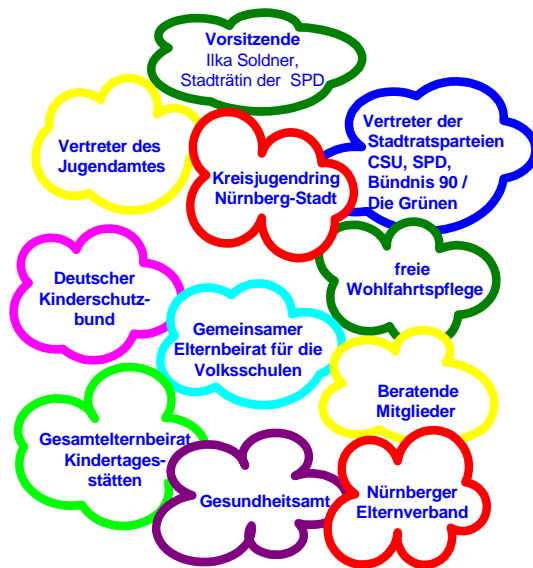 Vorsitzende
Ilka Soldner,
Stadträtin der SPD
Vertreter des
Jugendamtes
Kreisjugendring
Nürnberg-Stadt
Vertreter der
Stadtratsparteien
CSU, SPD,
Bündnis 90 /
Die Grünen
Deutscher
Kinderschutz-
bund
freie
Wohlfahrtspflege
Gemeinsamer
Elternbeirat für die
Volksschulen
Beratende
Mitglieder
Gesamtelternbeirat
Kindertages-
stätten
Gesundheitsamt
Nürnberger
Elternverband